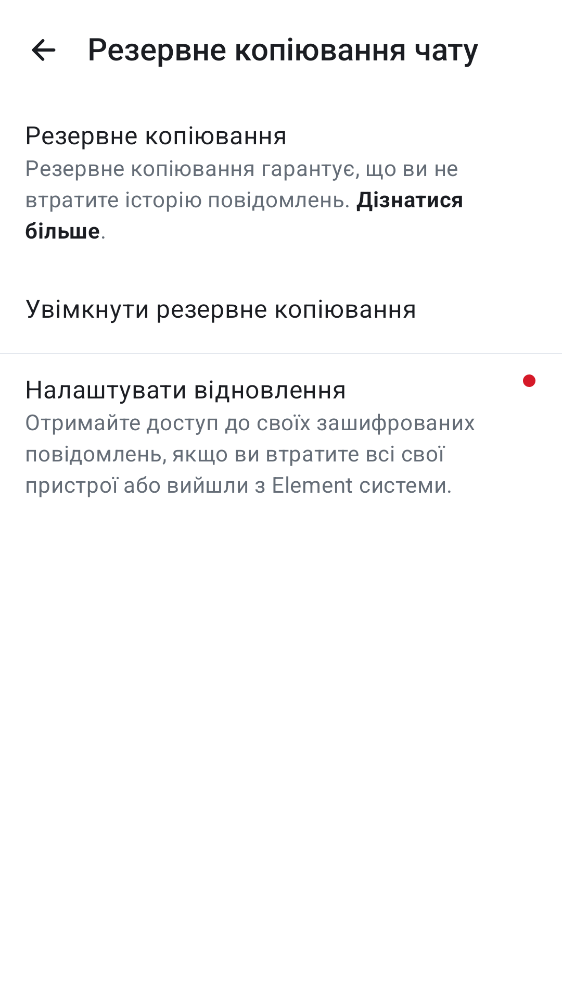 Резервне копіювання чату
Резервне копіювання
Резервне копіювання гарантує, що ви не
втратите історію повідомлень. Дізнатися
більше.
Увімкнути резервне копіювання
Налаштувати відновлення
Отримайте доступ до своїх зашифрованих
повідомлень, якщо ви втратите всі свої
пристрої або вийшли з Element системи.